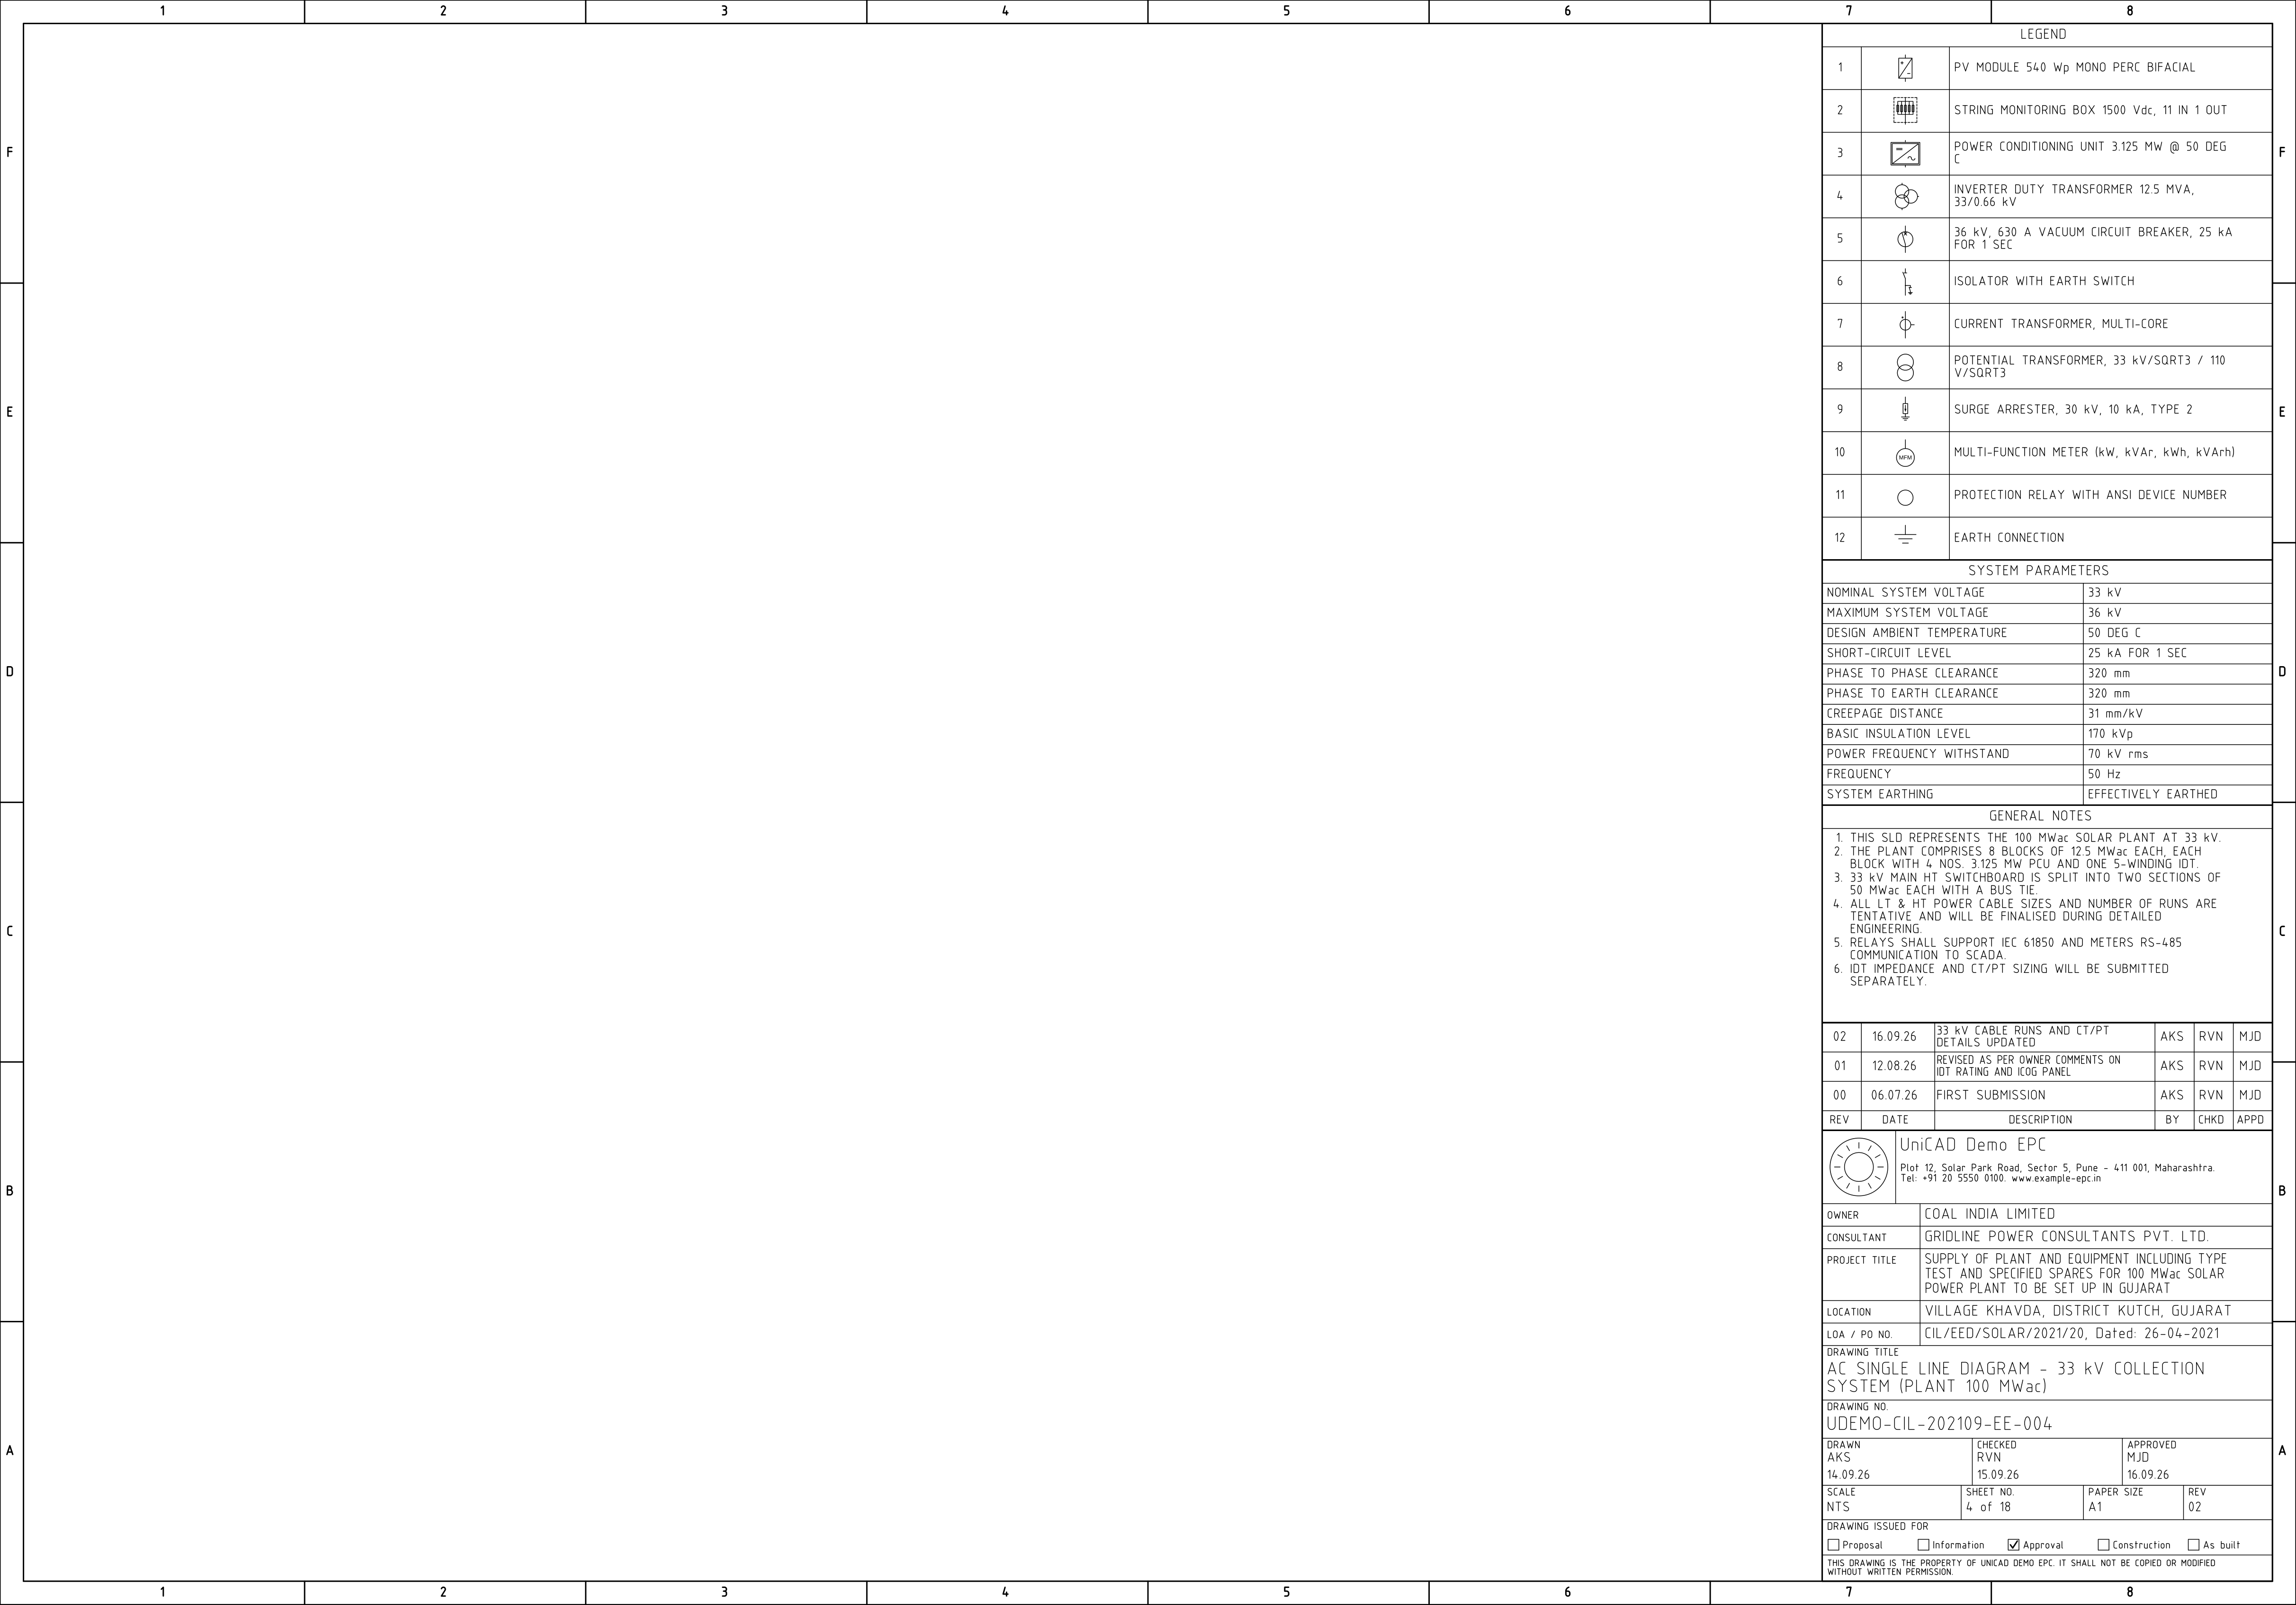 1 2 3 4 5 6 7 8
LEGEND
1 PV MODULE 540 Wp MONO PERC BIFACIAL
2 STRING MONITORING BOX 1500 Vdc, 11 IN 1 OUT
3 POWER CONDITIONING UNIT 3.125 MW @ 50 DEG
C
4 INVERTER DUTY TRANSFORMER 12.5 MVA,
33/0.66 kV
5 36 kV, 630 A VACUUM CIRCUIT BREAKER, 25 kA
FOR 1 SEC
6 ISOLATOR WITH EARTH SWITCH
7 CURRENT TRANSFORMER, MULTI-CORE
8 POTENTIAL TRANSFORMER, 33 kV/SQRT3 / 110
V/SQRT3
9 SURGE ARRESTER, 30 kV, 10 kA, TYPE 2
10 MFM MULTI-FUNCTION METER (kW, kVAr, kWh, kVArh)
11 PROTECTION RELAY WITH ANSI DEVICE NUMBER
12 EARTH CONNECTION
SYSTEM PARAMETERS
NOMINAL SYSTEM VOLTAGE 33 kV
MAXIMUM SYSTEM VOLTAGE 36 kV
DESIGN AMBIENT TEMPERATURE 50 DEG C
SHORT-CIRCUIT LEVEL 25 kA FOR 1 SEC
PHASE TO PHASE CLEARANCE 320 mm
PHASE TO EARTH CLEARANCE 320 mm
CREEPAGE DISTANCE 31 mm/kV
BASIC INSULATION LEVEL 170 kVp
POWER FREQUENCY WITHSTAND 70 kV rms
FREQUENCY 50 Hz
SYSTEM EARTHING EFFECTIVELY EARTHED
GENERAL NOTES
1. THIS SLD REPRESENTS THE 100 MWac SOLAR PLANT AT 33 kV.
2. THE PLANT COMPRISES 8 BLOCKS OF 12.5 MWac EACH, EACH
BLOCK WITH 4 NOS. 3.125 MW PCU AND ONE 5-WINDING IDT.
3. 33 kV MAIN HT SWITCHBOARD IS SPLIT INTO TWO SECTIONS OF
50 MWac EACH WITH A BUS TIE.
4. ALL LT & HT POWER CABLE SIZES AND NUMBER OF RUNS ARE
TENTATIVE AND WILL BE FINALISED DURING DETAILED
ENGINEERING.
5. RELAYS SHALL SUPPORT IEC 61850 AND METERS RS-485
COMMUNICATION TO SCADA.
6. IDT IMPEDANCE AND CT/PT SIZING WILL BE SUBMITTED
SEPARATELY.
02 16.09.26 33 kV CABLE RUNS AND CT/PT
DETAILS UPDATED AKS RVN MJD
01 12.08.26 REVISED AS PER OWNER COMMENTS ON
IDT RATING AND ICOG PANEL AKS RVN MJD
00 06.07.26 FIRST SUBMISSION AKS RVN MJD
REV DATE DESCRIPTION BY CHKD APPD
UniCAD Demo EPC
Plot 12, Solar Park Road, Sector 5, Pune - 411 001, Maharashtra.
Tel: +91 20 5550 0100. www.example-epc.in
OWNER COAL INDIA LIMITED
CONSULTANT GRIDLINE POWER CONSULTANTS PVT. LTD.
PROJECT TITLE SUPPLY OF PLANT AND EQUIPMENT INCLUDING TYPE
TEST AND SPECIFIED SPARES FOR 100 MWac SOLAR
POWER PLANT TO BE SET UP IN GUJARAT
LOCATION VILLAGE KHAVDA, DISTRICT KUTCH, GUJARAT
LOA / PO NO. CIL/EED/SOLAR/2021/20, Dated: 26-04-2021
DRAWING TITLE
AC SINGLE LINE DIAGRAM - 33 kV COLLECTION
SYSTEM (PLANT 100 MWac)
DRAWING NO.
UDEMO-CIL-202109-EE-004
DRAWN CHECKED APPROVED
AKS RVN MJD
14.09.26 15.09.26 16.09.26
SCALE SHEET NO. PAPER SIZE REV
NTS 4 of 18 A1 02
DRAWING ISSUED FOR
Proposal Information Approval Construction As built
THIS DRAWING IS THE PROPERTY OF UNICAD DEMO EPC. IT SHALL NOT BE COPIED OR MODIFIED
WITHOUT WRITTEN PERMISSION.
F F
E E
D D
C C
B B
A A
1 2 3 4 5 6 7 8